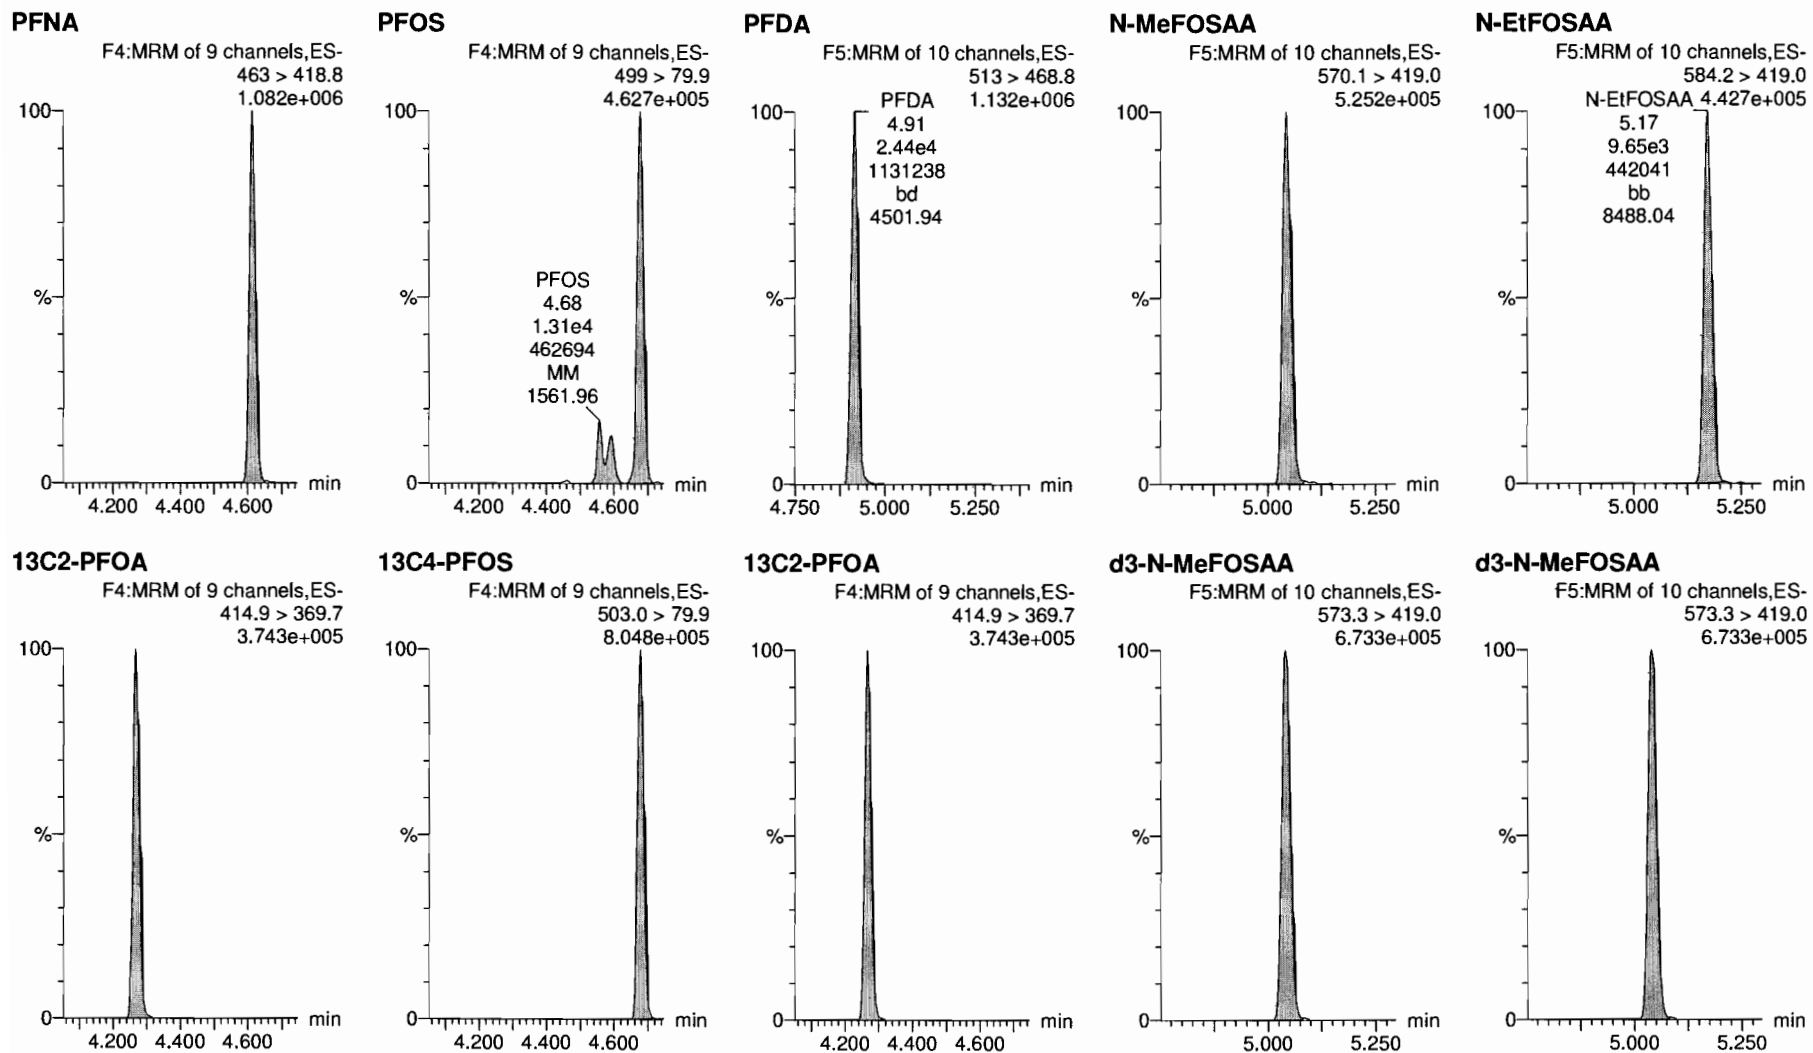 PFNA
F4:MRM of 9 channels,ES-
463 > 418.8
1.082e+006
100
%
0
min
4.200 4.400 4.600
PFOS
F4:MRM of 9 channels,ES-
499 > 79.9
4.627e+005
100
PFOS
4.68
1.31e4
462694
MM
1561.96
%
0
min
4.200 4.400 4.600
PFDA
F5:MRM of 10 channels,ES-
513 > 468.8
1.132e+006
100
PFDA
4.91
2.44e4
1131238
bd
4501.94
%
0
min
4.750 5.000 5.250
N-MeFOSAA
F5:MRM of 10 channels,ES-
570.1 > 419.0
5.252e+005
100
%
0
min
5.000 5.250
N-EtFOSAA
F5:MRM of 10 channels,ES-
584.2 > 419.0
4.427e+005
100
N-EtFOSAA
5.17
9.65e3
442041
bb
8488.04
%
0
min
5.000 5.250
13C2-PFOA
F4:MRM of 9 channels,ES-
414.9 > 369.7
3.743e+005
100
%
0
min
4.200 4.400 4.600
13C4-PFOS
F4:MRM of 9 channels,ES-
503.0 > 79.9
8.048e+005
100
%
0
min
4.200 4.400 4.600
13C2-PFOA
F4:MRM of 9 channels,ES-
414.9 > 369.7
3.743e+005
100
%
0
min
4.200 4.400 4.600
d3-N-MeFOSAA
F5:MRM of 10 channels,ES-
573.3 > 419.0
6.733e+005
100
%
0
min
5.000 5.250
d3-N-MeFOSAA
F5:MRM of 10 channels,ES-
573.3 > 419.0
6.733e+005
100
%
0
min
5.000 5.250